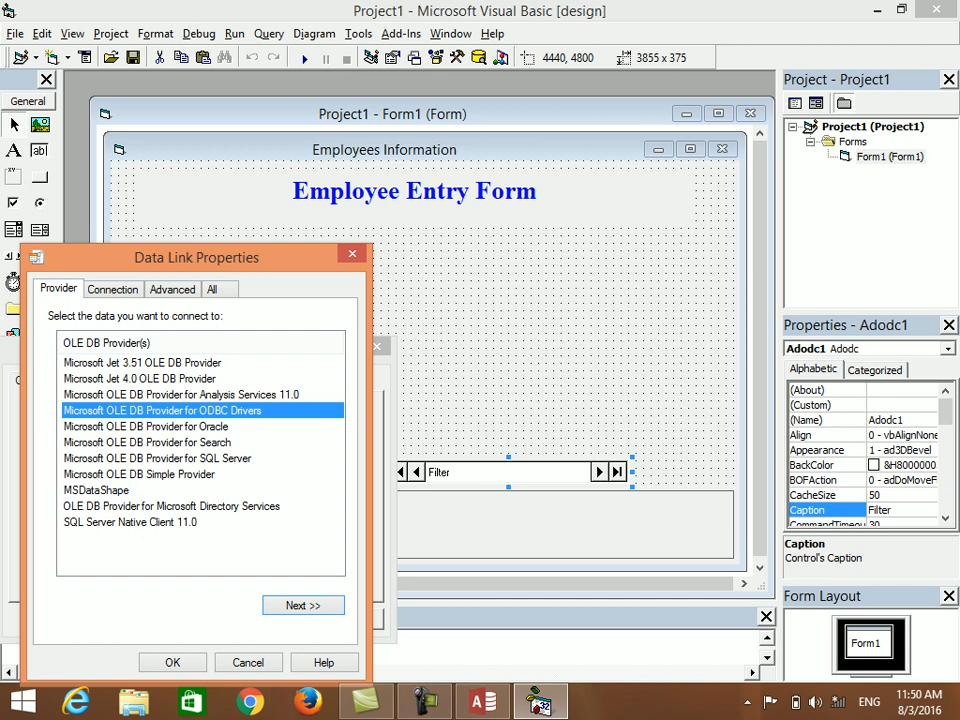 Project1 - Microsoft Visual Basic [design]
File Edit View Project Format Debug Run Query Diagram Tools Add-Ins Window Help
4440, 4800 3855 x 375
General
A ab|
XY
Project1 - Form1 (Form)
Employees Information
Employee Entry Form
Filter
Data Link Properties
Provider Connection Advanced All
Select the data you want to connect to:
OLE DB Provider(s)
Microsoft Jet 3.51 OLE DB Provider
Microsoft Jet 4.0 OLE DB Provider
Microsoft OLE DB Provider for Analysis Services 11.0
Microsoft OLE DB Provider for ODBC Drivers
Microsoft OLE DB Provider for Oracle
Microsoft OLE DB Provider for Search
Microsoft OLE DB Provider for SQL Server
Microsoft OLE DB Simple Provider
MSDataShape
OLE DB Provider for Microsoft Directory Services
SQL Server Native Client 11.0
Next >>
OK Cancel Help
Project - Project1
Project1 (Project1)
Forms
Form1 (Form1)
Properties - Adodc1
Adodc1 Adodc
Alphabetic Categorized
(About)
(Custom)
(Name) Adodc1
Align 0 - vbAlignNone
Appearance 1 - ad3DBevel
BackColor &H8000000
BOFAction 0 - adDoMoveF
CacheSize 50
Caption Filter
CommandTimeou 30
Caption
Control's Caption
Form Layout
Form1
ENG
11:50 AM
8/3/2016